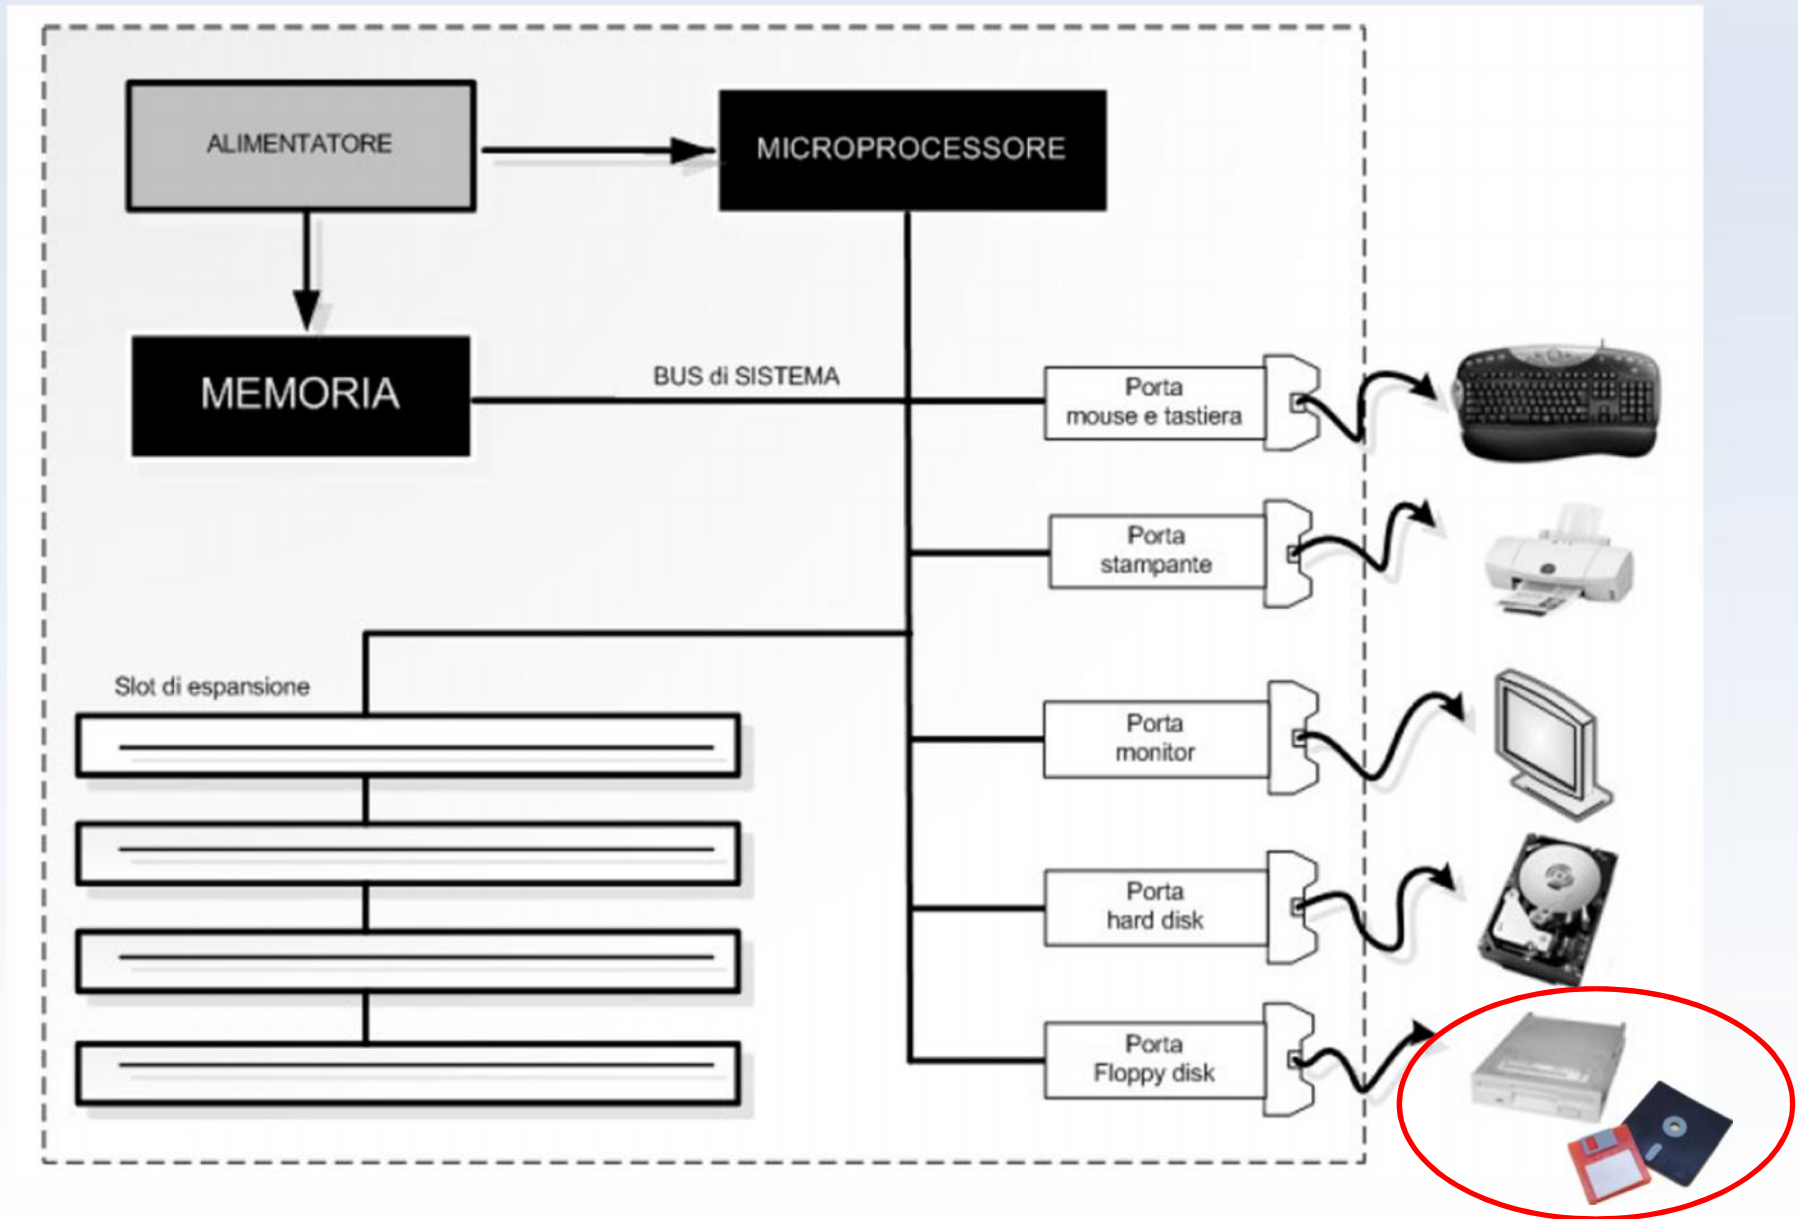 ALIMENTATORE
MICROPROCESSORE
MEMORIA
BUS di SISTEMA
Porta
mouse e tastiera
Porta
stampante
Slot di espansione
Porta
monitor
Porta
hard disk
Porta
Floppy disk